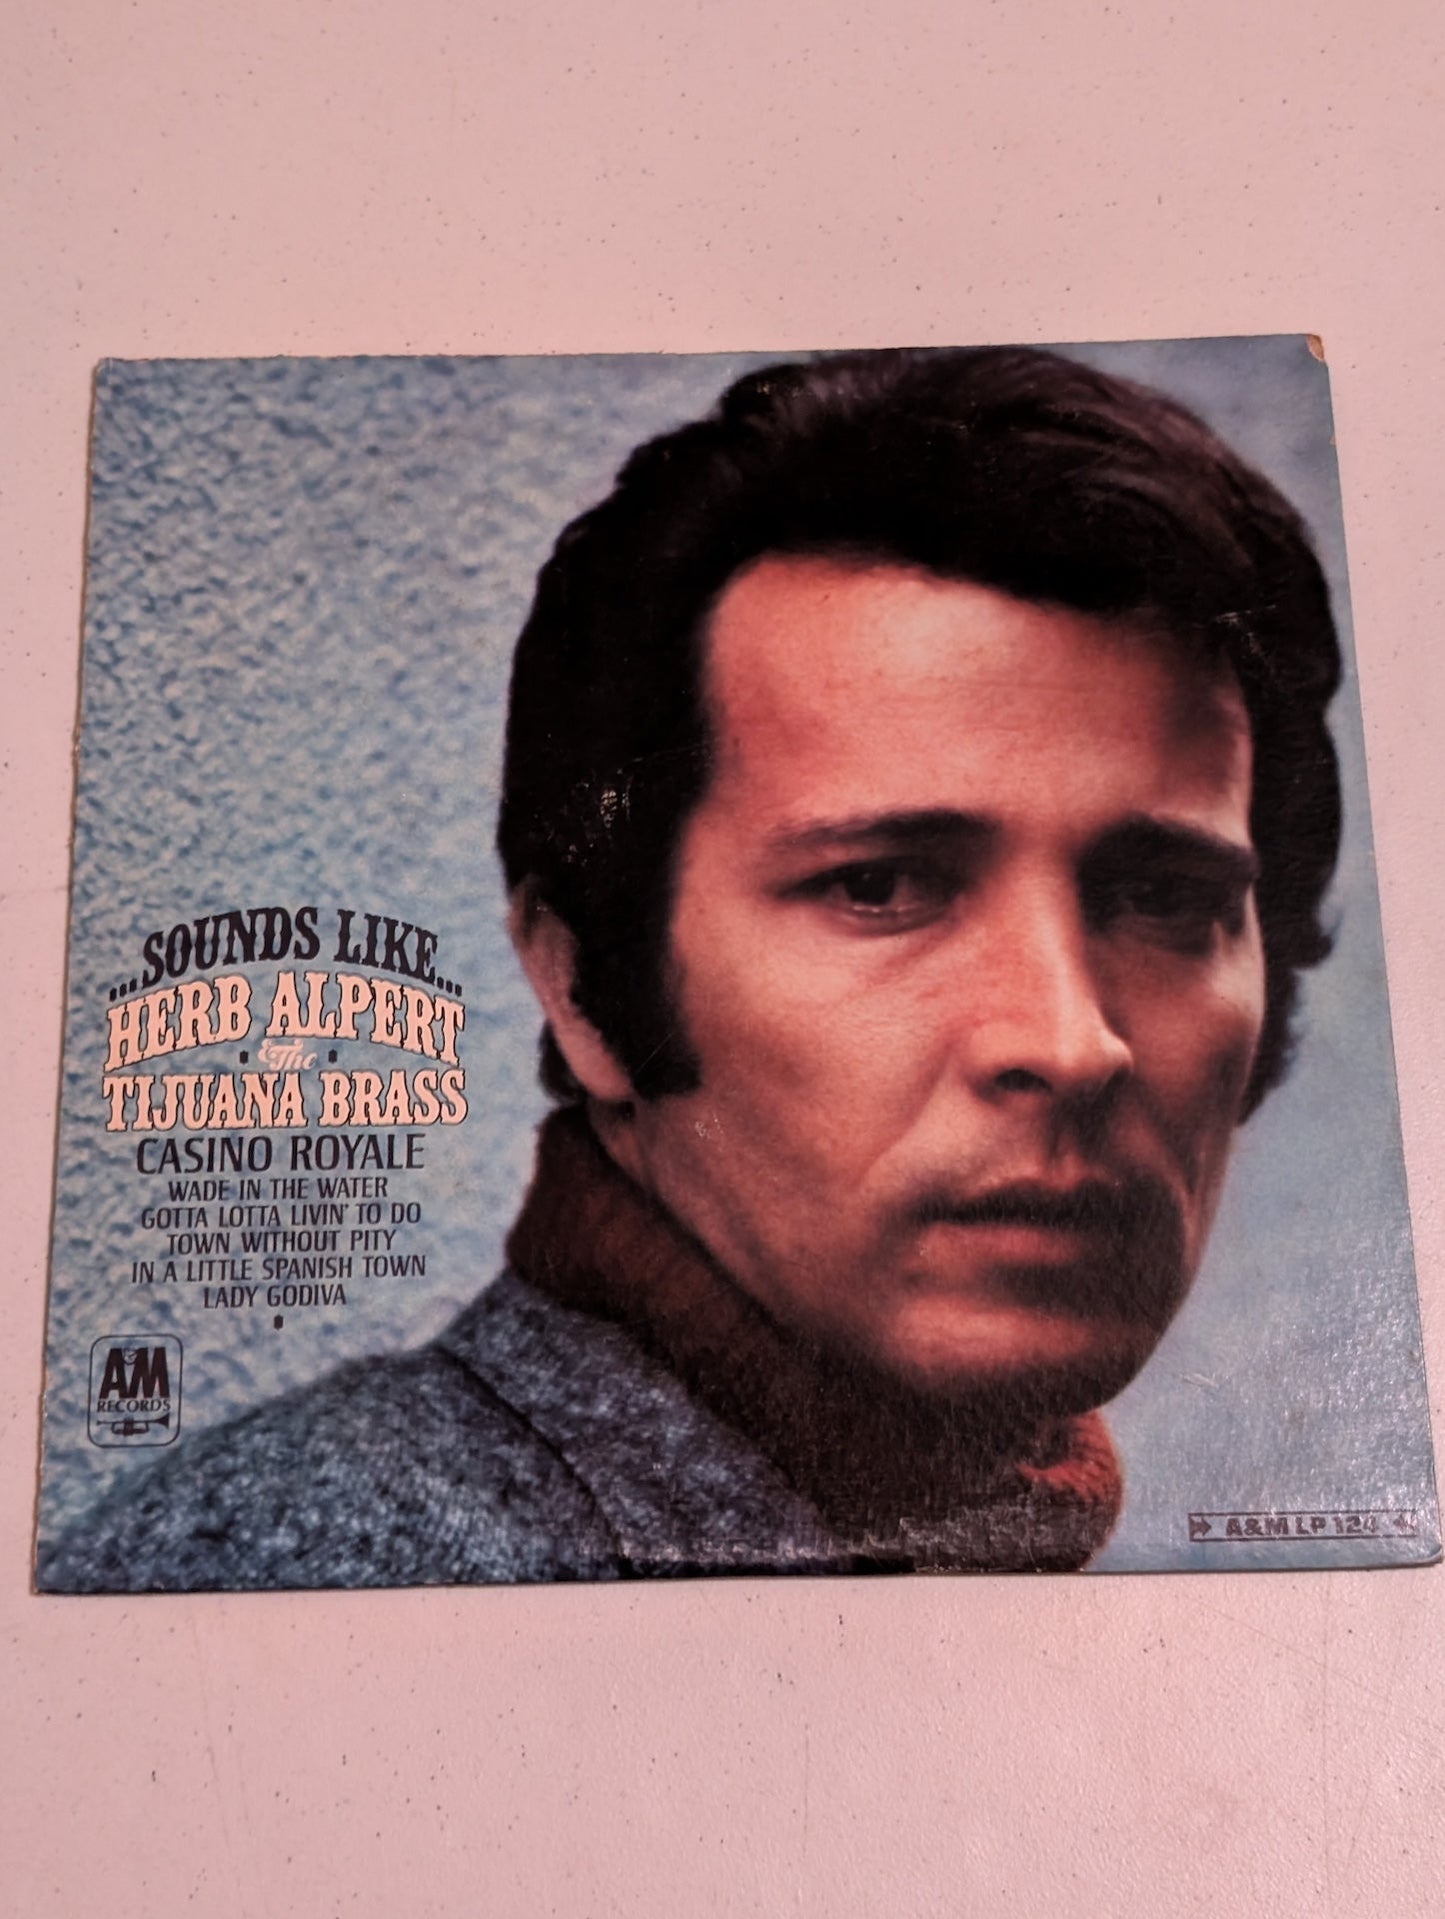 ...SOUNDS LIKE...
HERB ALPERT
& The
TIJUANA BRASS
CASINO ROYALE
WADE IN THE WATER
GOTTA LOTTA LIVIN' TO DO
TOWN WITHOUT PITY
IN A LITTLE SPANISH TOWN
LADY GODIVA
A&M
RECORDS
A&M LP 124